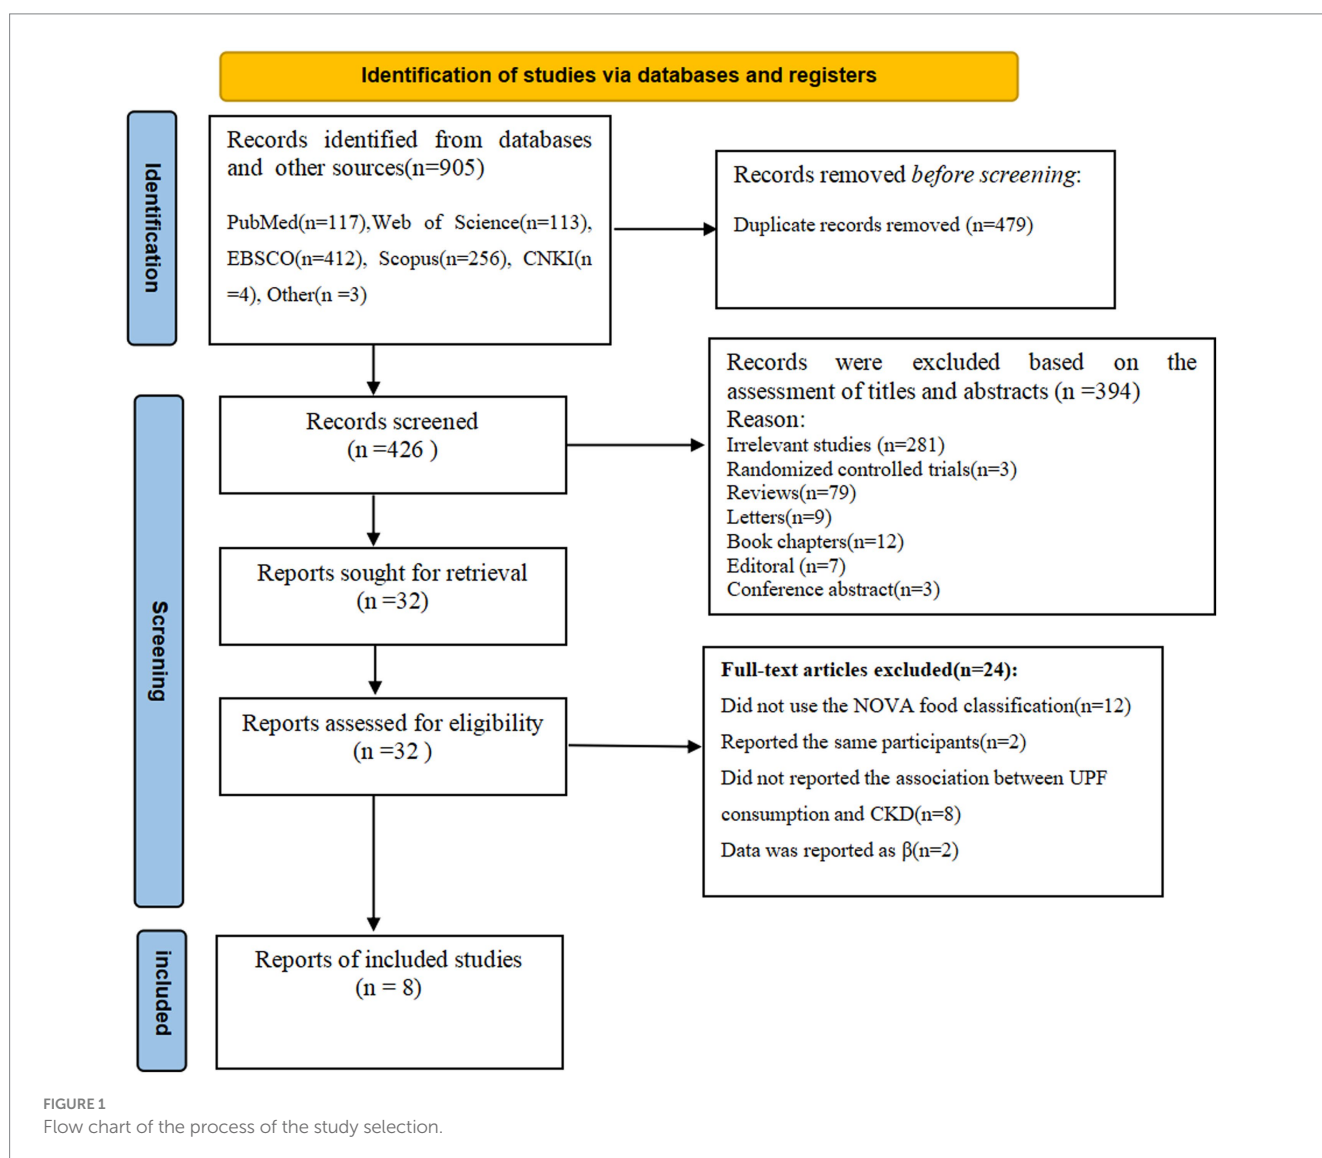 Identification of studies via databases and registers
Identification
Records identified from databases
and other sources(n=905)
PubMed(n=117),Web of Science(n=113),
EBSCO(n=412), Scopus(n=256), CNKI(n
=4), Other(n =3)
Records removed before screening:
Duplicate records removed (n=479)
Screening
Records screened
(n =426 )
Records were excluded based on the
assessment of titles and abstracts (n =394)
Reason:
Irrelevant studies (n=281)
Randomized controlled trials(n=3)
Reviews(n=79)
Letters(n=9)
Book chapters(n=12)
Editoral (n=7)
Conference abstract(n=3)
Reports sought for retrieval
(n =32)
Reports assessed for eligibility
(n =32 )
Full-text articles excluded(n=24):
Did not use the NOVA food classification(n=12)
Reported the same participants(n=2)
Did not reported the association between UPF
consumption and CKD(n=8)
Data was reported as β(n=2)
included
Reports of included studies
(n = 8)
FIGURE 1
Flow chart of the process of the study selection.